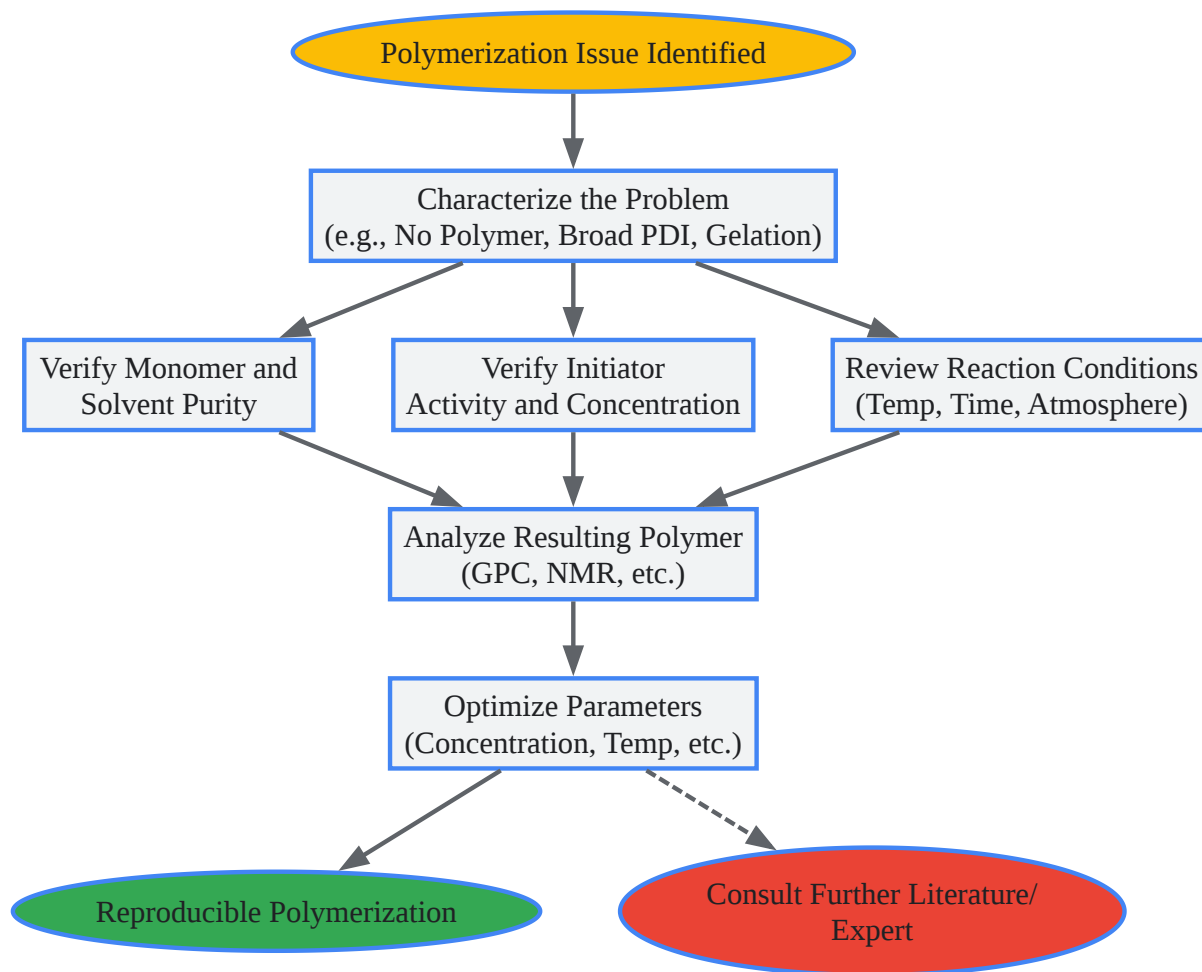 Polymerization Issue Identified
Characterize the Problem
(e.g., No Polymer, Broad PDI, Gelation)
Verify Monomer and
Solvent Purity
Verify Initiator
Activity and Concentration
Review Reaction Conditions
(Temp, Time, Atmosphere)
Analyze Resulting Polymer
(GPC, NMR, etc.)
Optimize Parameters
(Concentration, Temp, etc.)
Reproducible Polymerization
Consult Further Literature/
Expert